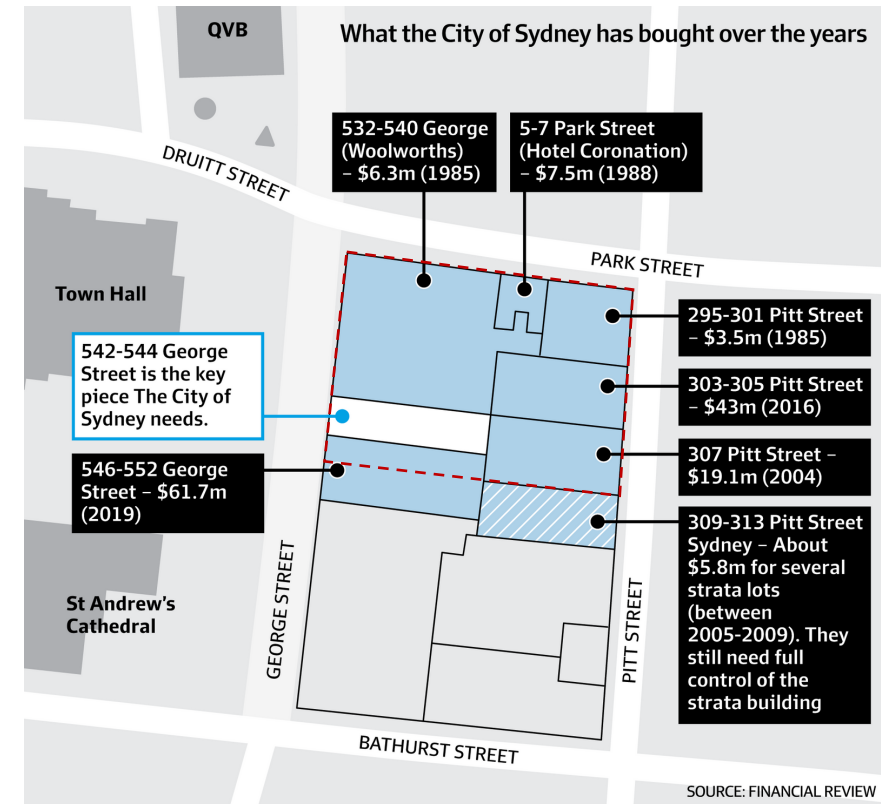 What the City of Sydney has bought over the years
QVB
532-540 George
(Woolworths)
– $6.3m (1985)
5-7 Park Street
(Hotel Coronation)
– $7.5m (1988)
DRUITT STREET
PARK STREET
Town Hall
295-301 Pitt Street
– $3.5m (1985)
542-544 George
Street is the key
piece The City of
Sydney needs.
303-305 Pitt Street
– $43m (2016)
546-552 George
Street – $61.7m
(2019)
307 Pitt Street –
$19.1m (2004)
309-313 Pitt Street
Sydney – About
$5.8m for several
strata lots
(between
2005-2009). They
still need full
control of the
strata building
St Andrew’s
Cathedral
GEORGE STREET
PITT STREET
BATHURST STREET
SOURCE: FINANCIAL REVIEW